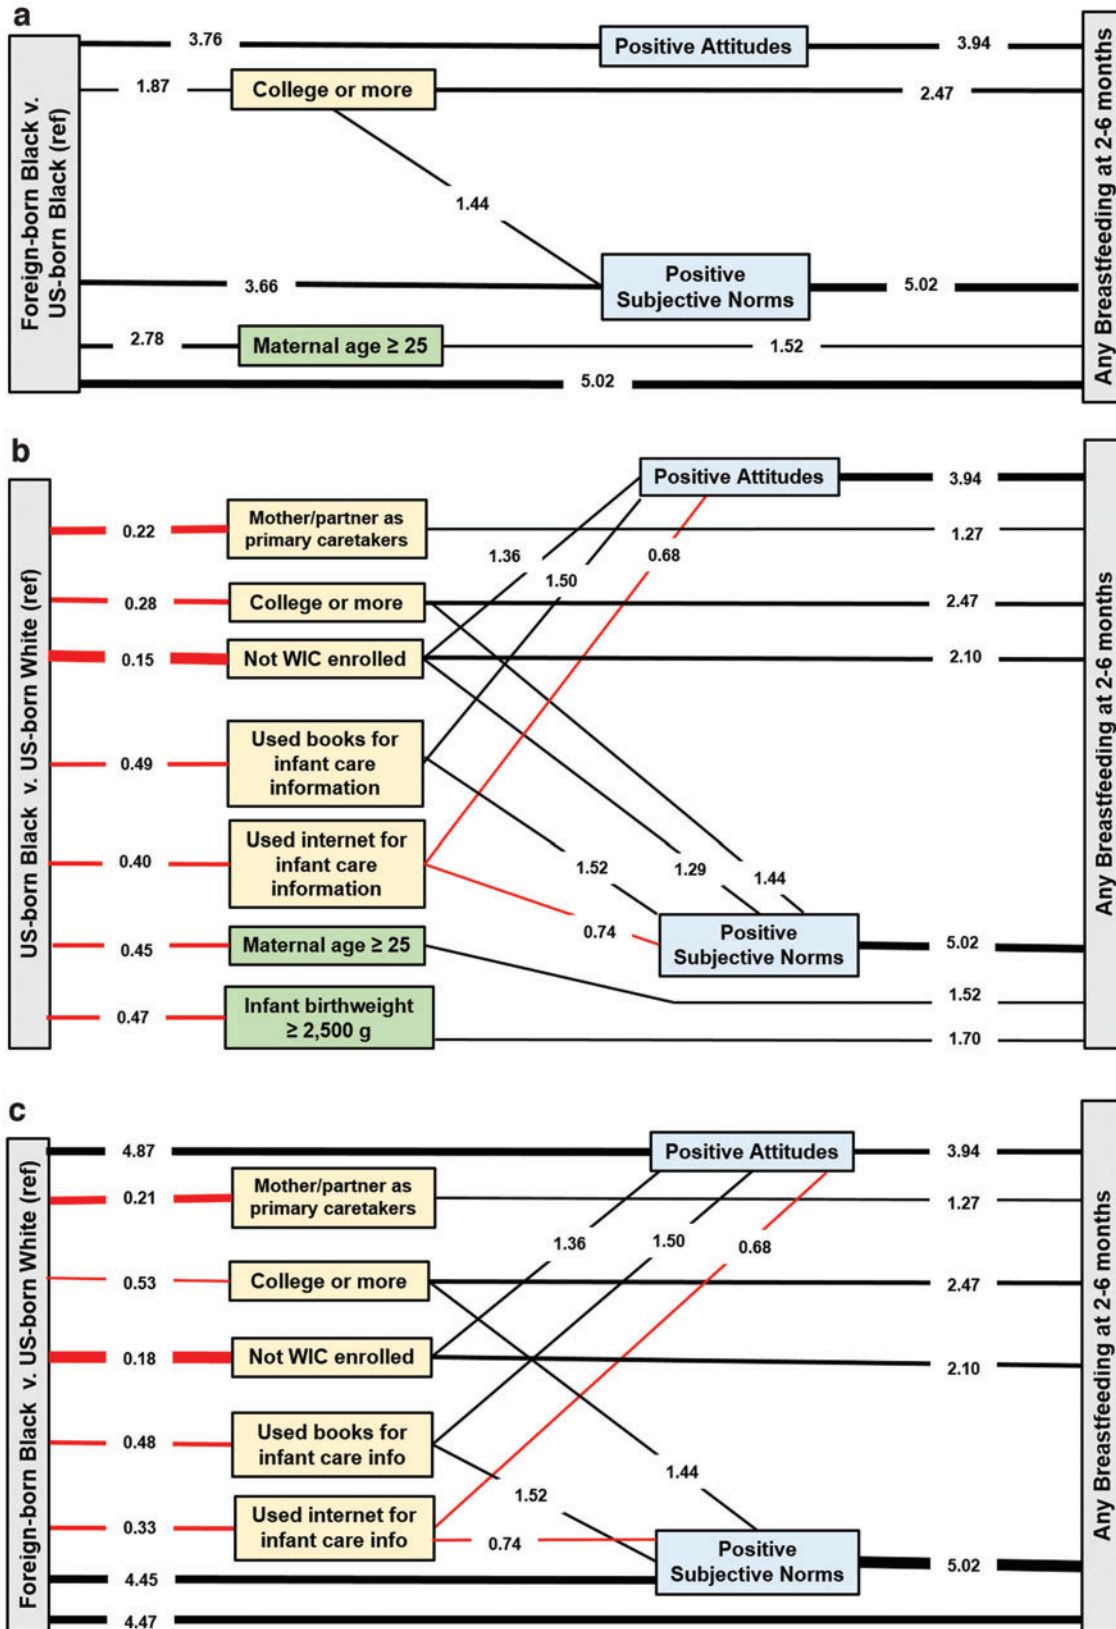 a
Foreign-born Black v.
US-born Black (ref)
3.76
Positive Attitudes
3.94
1.87
College or more
2.47
1.44
3.66
Positive
Subjective Norms
5.02
2.78
Maternal age ≥ 25
1.52
5.02
Any Breastfeeding at 2-6 months
b
US-born Black v. US-born White (ref)
Positive Attitudes
3.94
0.22
Mother/partner as
primary caretakers
1.27
1.36
0.68
1.50
0.28
College or more
2.47
0.15
Not WIC enrolled
2.10
0.49
Used books for
infant care
information
0.40
Used internet for
infant care
information
1.52
1.29
1.44
0.74
0.45
Maternal age ≥ 25
Positive
Subjective Norms
5.02
1.52
0.47
Infant birthweight
≥ 2,500 g
1.70
Any Breastfeeding at 2-6 months
c
Foreign-born Black v. US-born White (ref)
4.87
Positive Attitudes
3.94
0.21
Mother/partner as
primary caretakers
1.27
1.36
1.50
0.68
0.53
College or more
2.47
0.18
Not WIC enrolled
2.10
0.48
Used books for
infant care info
1.44
1.52
0.33
Used internet for
infant care info
0.74
Positive
Subjective Norms
5.02
4.45
4.47
Any Breastfeeding at 2-6 months